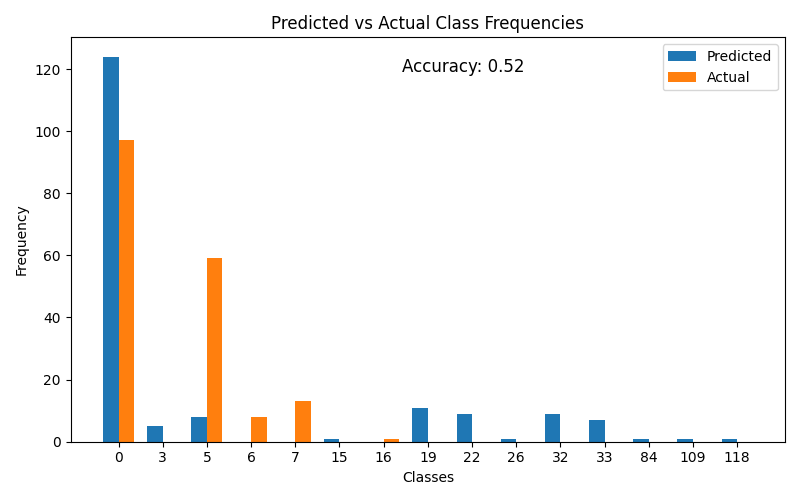 Predicted vs Actual Class Frequencies
Accuracy: 0.52
Predicted
Actual
Frequency
120
100
80
60
40
20
0
0 3 5 6 7 15 16 19 22 26 32 33 84 109 118
Classes